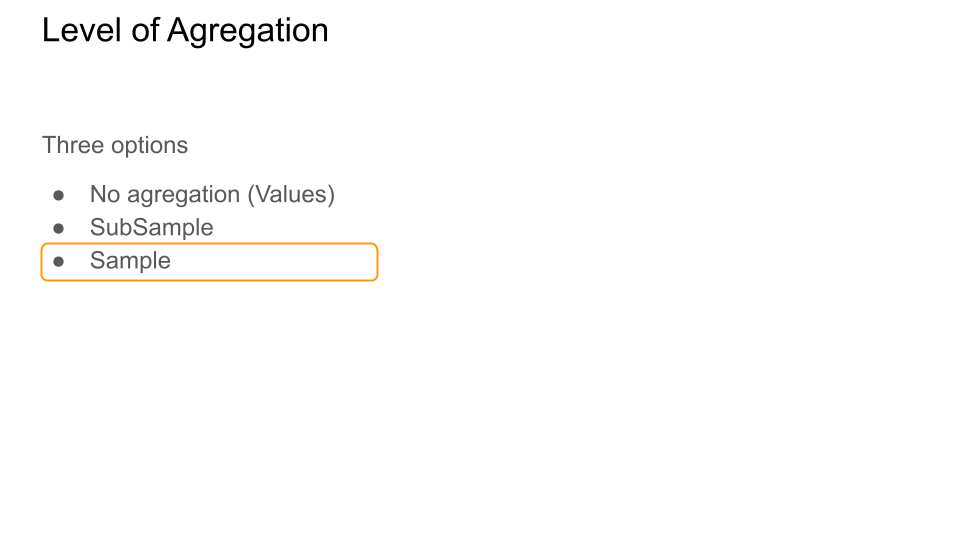 Level of Agregation
Three options
● No agregation (Values)
● SubSample
● Sample